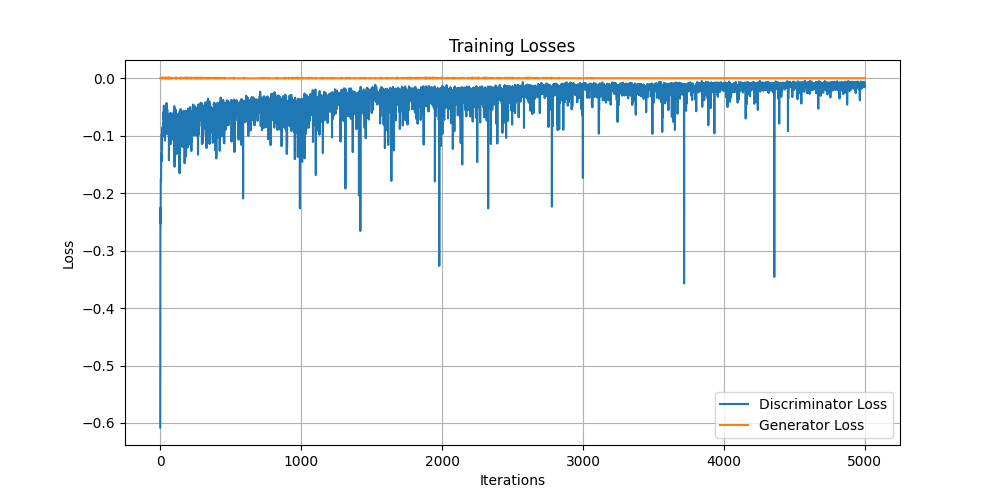 Training Losses
Loss
0.0
−0.1
−0.2
−0.3
−0.4
−0.5
−0.6
0 1000 2000 3000 4000 5000
Iterations
Discriminator Loss
Generator Loss